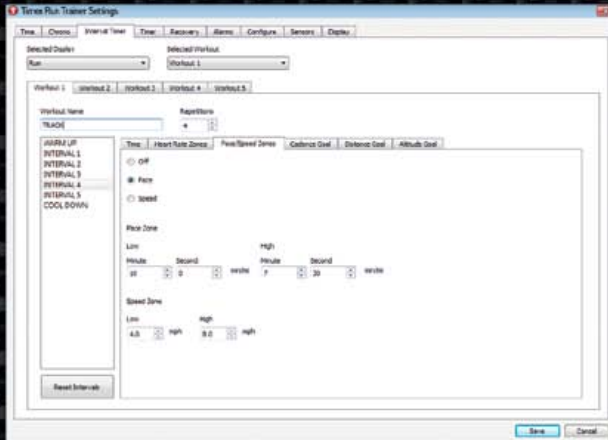 Timex Run Trainer Settings
Time Chrono Interval Timer Timer Recovery Alarms Configure Sensors Display
Selected Display Selected Workout
Run Workout 1
Workout 1 Workout 2 Workout 3 Workout 4 Workout 5
Workout Name Repetitions
TRACK 4
WARM UP
INTERVAL 1
INTERVAL 2
INTERVAL 3
INTERVAL 4
INTERVAL 5
COOL DOWN
Time Heart Rate Zones Pace/Speed Zones Cadence Goal Distance Goal Altitude Goal
Off
Pace
Speed
Pace Zone
Low High
Minute Second Minute Second
10 0 min/mi 7 30 min/mi
Speed Zone
Low High
4.0 mph 8.0 mph
Reset Intervals
Save Cancel